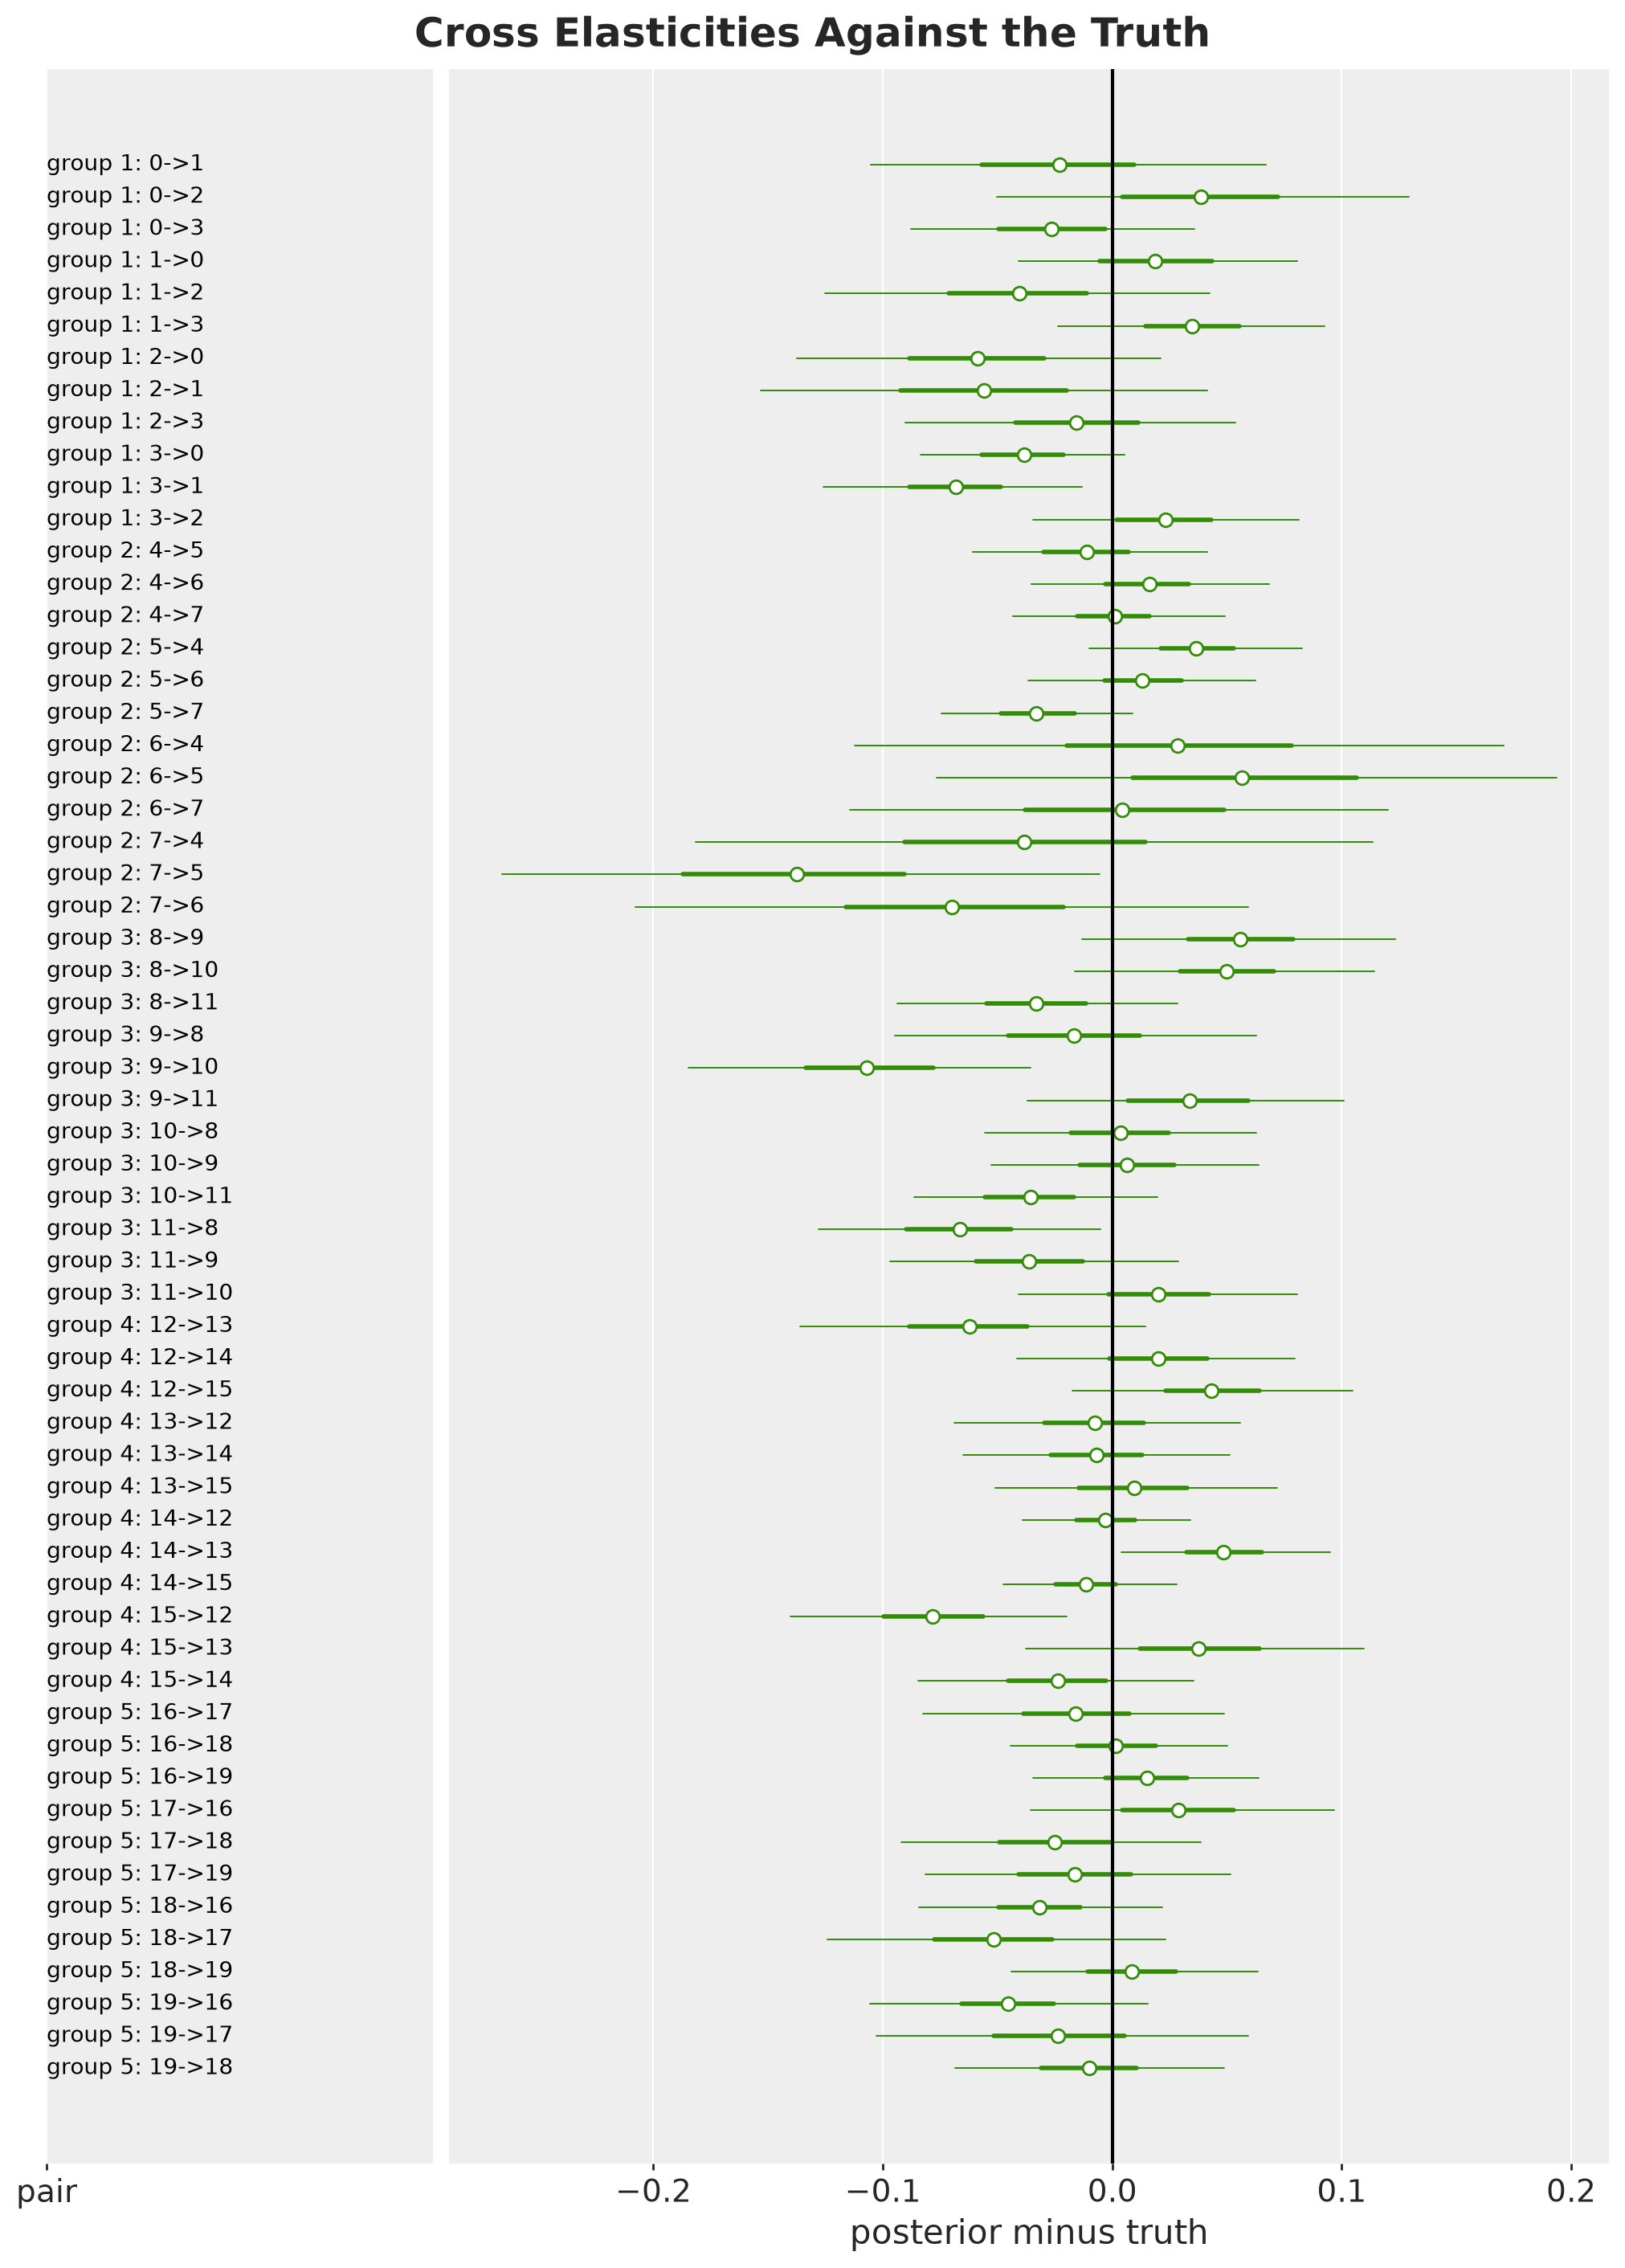 Cross Elasticities Against the Truth
group 1: 0->1
group 1: 0->2
group 1: 0->3
group 1: 1->0
group 1: 1->2
group 1: 1->3
group 1: 2->0
group 1: 2->1
group 1: 2->3
group 1: 3->0
group 1: 3->1
group 1: 3->2
group 2: 4->5
group 2: 4->6
group 2: 4->7
group 2: 5->4
group 2: 5->6
group 2: 5->7
group 2: 6->4
group 2: 6->5
group 2: 6->7
group 2: 7->4
group 2: 7->5
group 2: 7->6
group 3: 8->9
group 3: 8->10
group 3: 8->11
group 3: 9->8
group 3: 9->10
group 3: 9->11
group 3: 10->8
group 3: 10->9
group 3: 10->11
group 3: 11->8
group 3: 11->9
group 3: 11->10
group 4: 12->13
group 4: 12->14
group 4: 12->15
group 4: 13->12
group 4: 13->14
group 4: 13->15
group 4: 14->12
group 4: 14->13
group 4: 14->15
group 4: 15->12
group 4: 15->13
group 4: 15->14
group 5: 16->17
group 5: 16->18
group 5: 16->19
group 5: 17->16
group 5: 17->18
group 5: 17->19
group 5: 18->16
group 5: 18->17
group 5: 18->19
group 5: 19->16
group 5: 19->17
group 5: 19->18
pair −0.2 −0.1 0.0 0.1 0.2
posterior minus truth